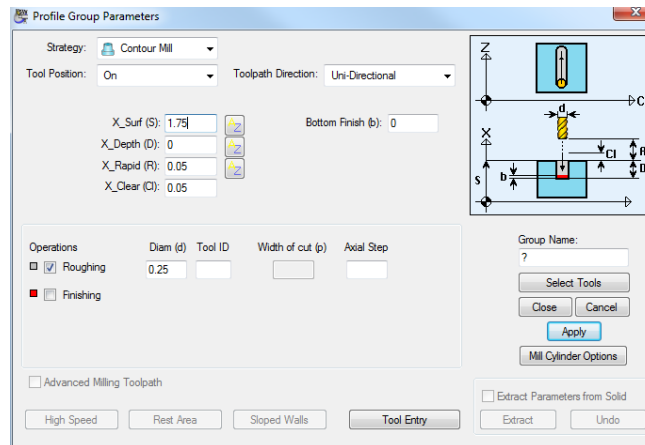 Profile Group Parameters
Strategy: Contour Mill
Tool Position: On Toolpath Direction: Uni-Directional
X_Surf (S): 1.75 Bottom Finish (b): 0
X_Depth (D): 0
X_Rapid (R): 0.05
X_Clear (Cl): 0.05
Z
C
d
X
Cl
R
D
b
S
Operations Diam (d) Tool ID Width of cut (p) Axial Step
Roughing 0.25
Finishing
Group Name:
?
Select Tools
Close Cancel
Apply
Mill Cylinder Options
Advanced Milling Toolpath
High Speed Rest Area Sloped Walls Tool Entry
Extract Parameters from Solid
Extract Undo